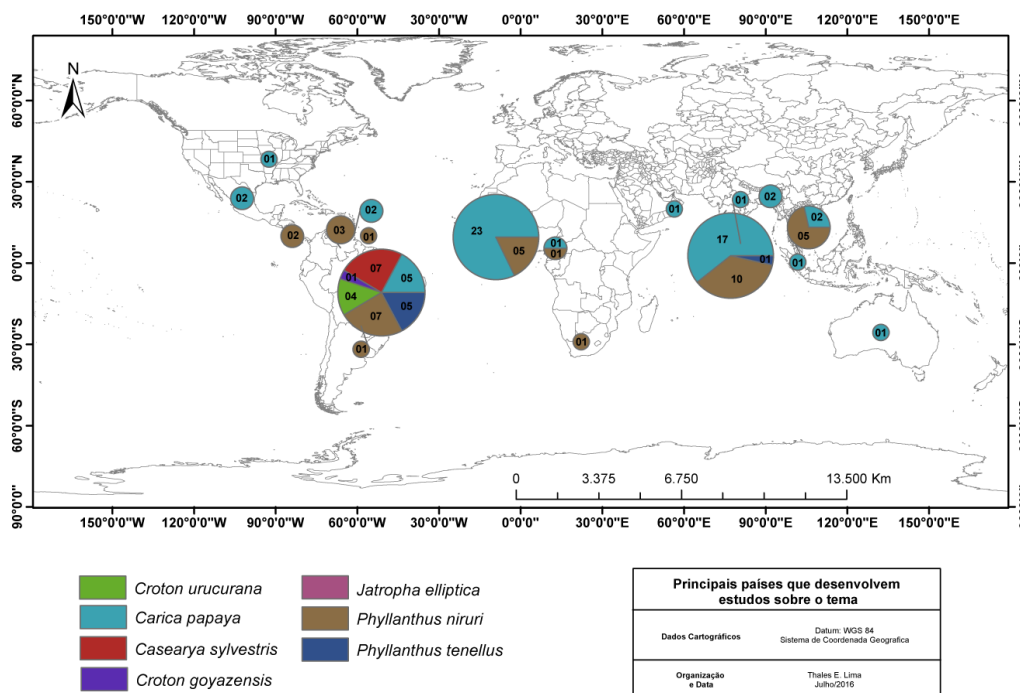 150°0'0"W 120°0'0"W 90°0'0"W 60°0'0"W 30°0'0"W 0°0'0" 30°0'0"E 60°0'0"E 90°0'0"E 120°0'0"E 150°0'0"E
N
60°0'0"N
30°0'0"N
0°0'0"
30°0'0"S
60°0'0"S
90°0'0"S
01
02
02
03
02
01
07
01
05
04
05
07
01
23
05
01
01
01
01
01
02
17
01
10
02
05
01
01
0 3.375 6.750 13.500 Km
150°0'0"W 120°0'0"W 90°0'0"W 60°0'0"W 30°0'0"W 0°0'0" 30°0'0"E 60°0'0"E 90°0'0"E 120°0'0"E 150°0'0"E
Croton urucurana
Carica papaya
Casearya sylvestris
Croton goyazensis
Jatropha elliptica
Phyllanthus niruri
Phyllanthus tenellus
Principais países que desenvolvem
estudos sobre o tema
Dados Cartográficos
Datum: WGS 84
Sistema de Coordenada Geografica
Organização
e Data
Thales E. Lima
Julho/2016